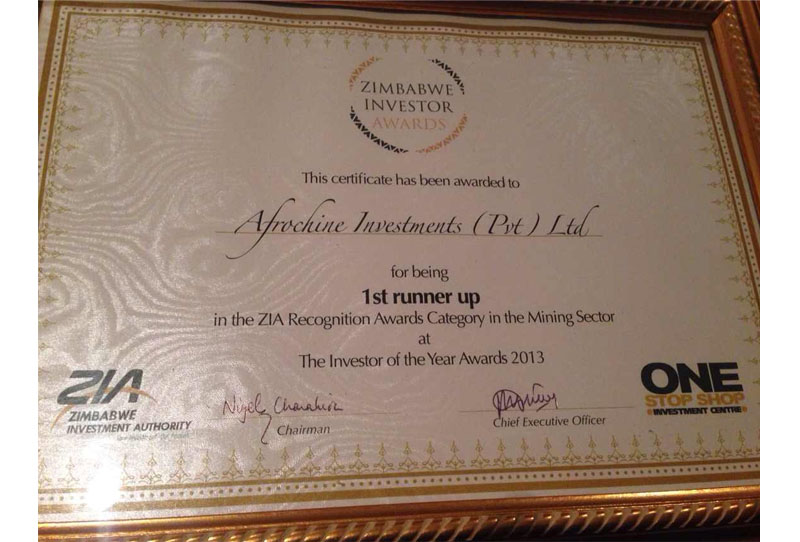 ZIMBABWE
INVESTOR
AWARDS
This certificate has been awarded to
Afrochine Investments (Pvt) Ltd
for being
1st runner up
in the ZIA Recognition Awards Category in the Mining Sector
at
The Investor of the Year Awards 2013
ZIA
ZIMBABWE
INVESTMENT AUTHORITY
Chairman
Chief Executive Officer
ONE
STOP SHOP
INVESTMENT CENTRE